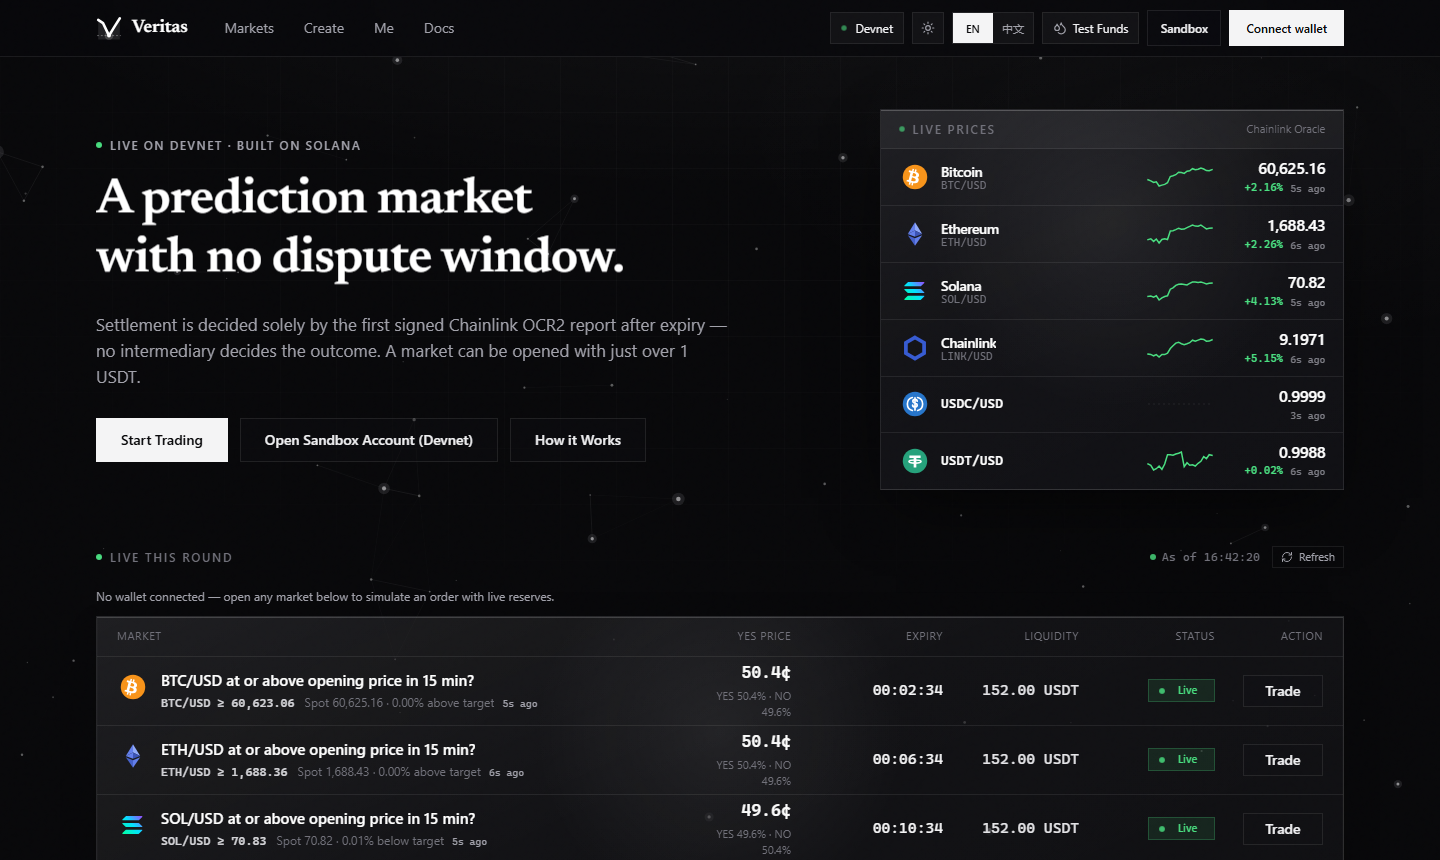 Veritas Markets Create Me Docs Devnet EN 中文 Test Funds Sandbox Connect wallet
LIVE ON DEVNET · BUILT ON SOLANA
A prediction market
with no dispute window.
Settlement is decided solely by the first signed Chainlink OCR2 report after expiry —
no intermediary decides the outcome. A market can be opened with just over 1
USDT.
Start Trading Open Sandbox Account (Devnet) How it Works
LIVE PRICES Chainlink Oracle
Bitcoin 60,625.16
BTC/USD +2.16% 5s ago
Ethereum 1,688.43
ETH/USD +2.26% 6s ago
Solana 70.82
SOL/USD +4.13% 5s ago
Chainlink 9.1971
LINK/USD +5.15% 6s ago
USDC/USD 0.9999
3s ago
USDT/USD 0.9988
+0.02% 6s ago
LIVE THIS ROUND As of 16:42:20 Refresh
No wallet connected — open any market below to simulate an order with live reserves.
MARKET YES PRICE EXPIRY LIQUIDITY STATUS ACTION
BTC/USD at or above opening price in 15 min? 50.4¢ 00:02:34 152.00 USDT Live Trade
BTC/USD ≥ 60,623.06 Spot 60,625.16 · 0.00% above target 5s ago YES 50.4% · NO
49.6%
ETH/USD at or above opening price in 15 min? 50.4¢ 00:06:34 152.00 USDT Live Trade
ETH/USD ≥ 1,688.36 Spot 1,688.43 · 0.00% above target 6s ago YES 50.4% · NO
49.6%
SOL/USD at or above opening price in 15 min? 49.6¢ 00:10:34 152.00 USDT Live Trade
SOL/USD ≥ 70.83 Spot 70.82 · 0.01% below target 5s ago YES 49.6% · NO
50.4%